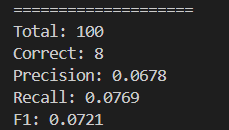 ====================
Total: 100
Correct: 8
Precision: 0.0678
Recall: 0.0769
F1: 0.0721